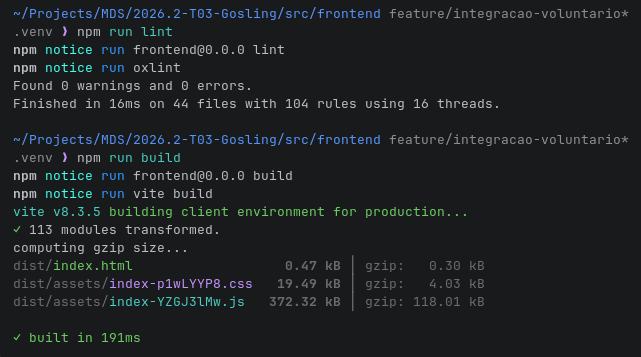 ~/Projects/MDS/2026.2-T03-Gosling/src/frontend feature/integracao-voluntario*
.venv ❯ npm run lint
npm notice run frontend@0.0.0 lint
npm notice run oxlint
Found 0 warnings and 0 errors.
Finished in 16ms on 44 files with 104 rules using 16 threads.
~/Projects/MDS/2026.2-T03-Gosling/src/frontend feature/integracao-voluntario*
.venv ❯ npm run build
npm notice run frontend@0.0.0 build
npm notice run vite build
vite v8.3.5 building client environment for production...
✓ 113 modules transformed.
computing gzip size...
dist/index.html                   0.47 kB │ gzip:   0.30 kB
dist/assets/index-p1wLYYP8.css   19.49 kB │ gzip:   4.03 kB
dist/assets/index-YZGJ3lMw.js   372.32 kB │ gzip: 118.01 kB
✓ built in 191ms